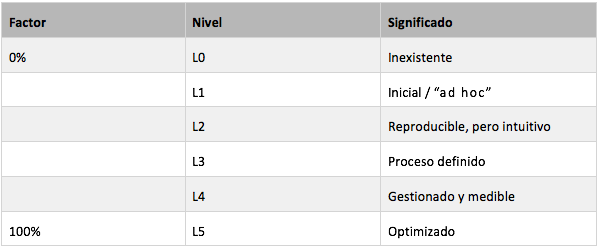 Factor Nivel Significado
0% L0 Inexistente
L1 Inicial / “ad hoc”
L2 Reproducible, pero intuitivo
L3 Proceso definido
L4 Gestionado y medible
100% L5 Optimizado